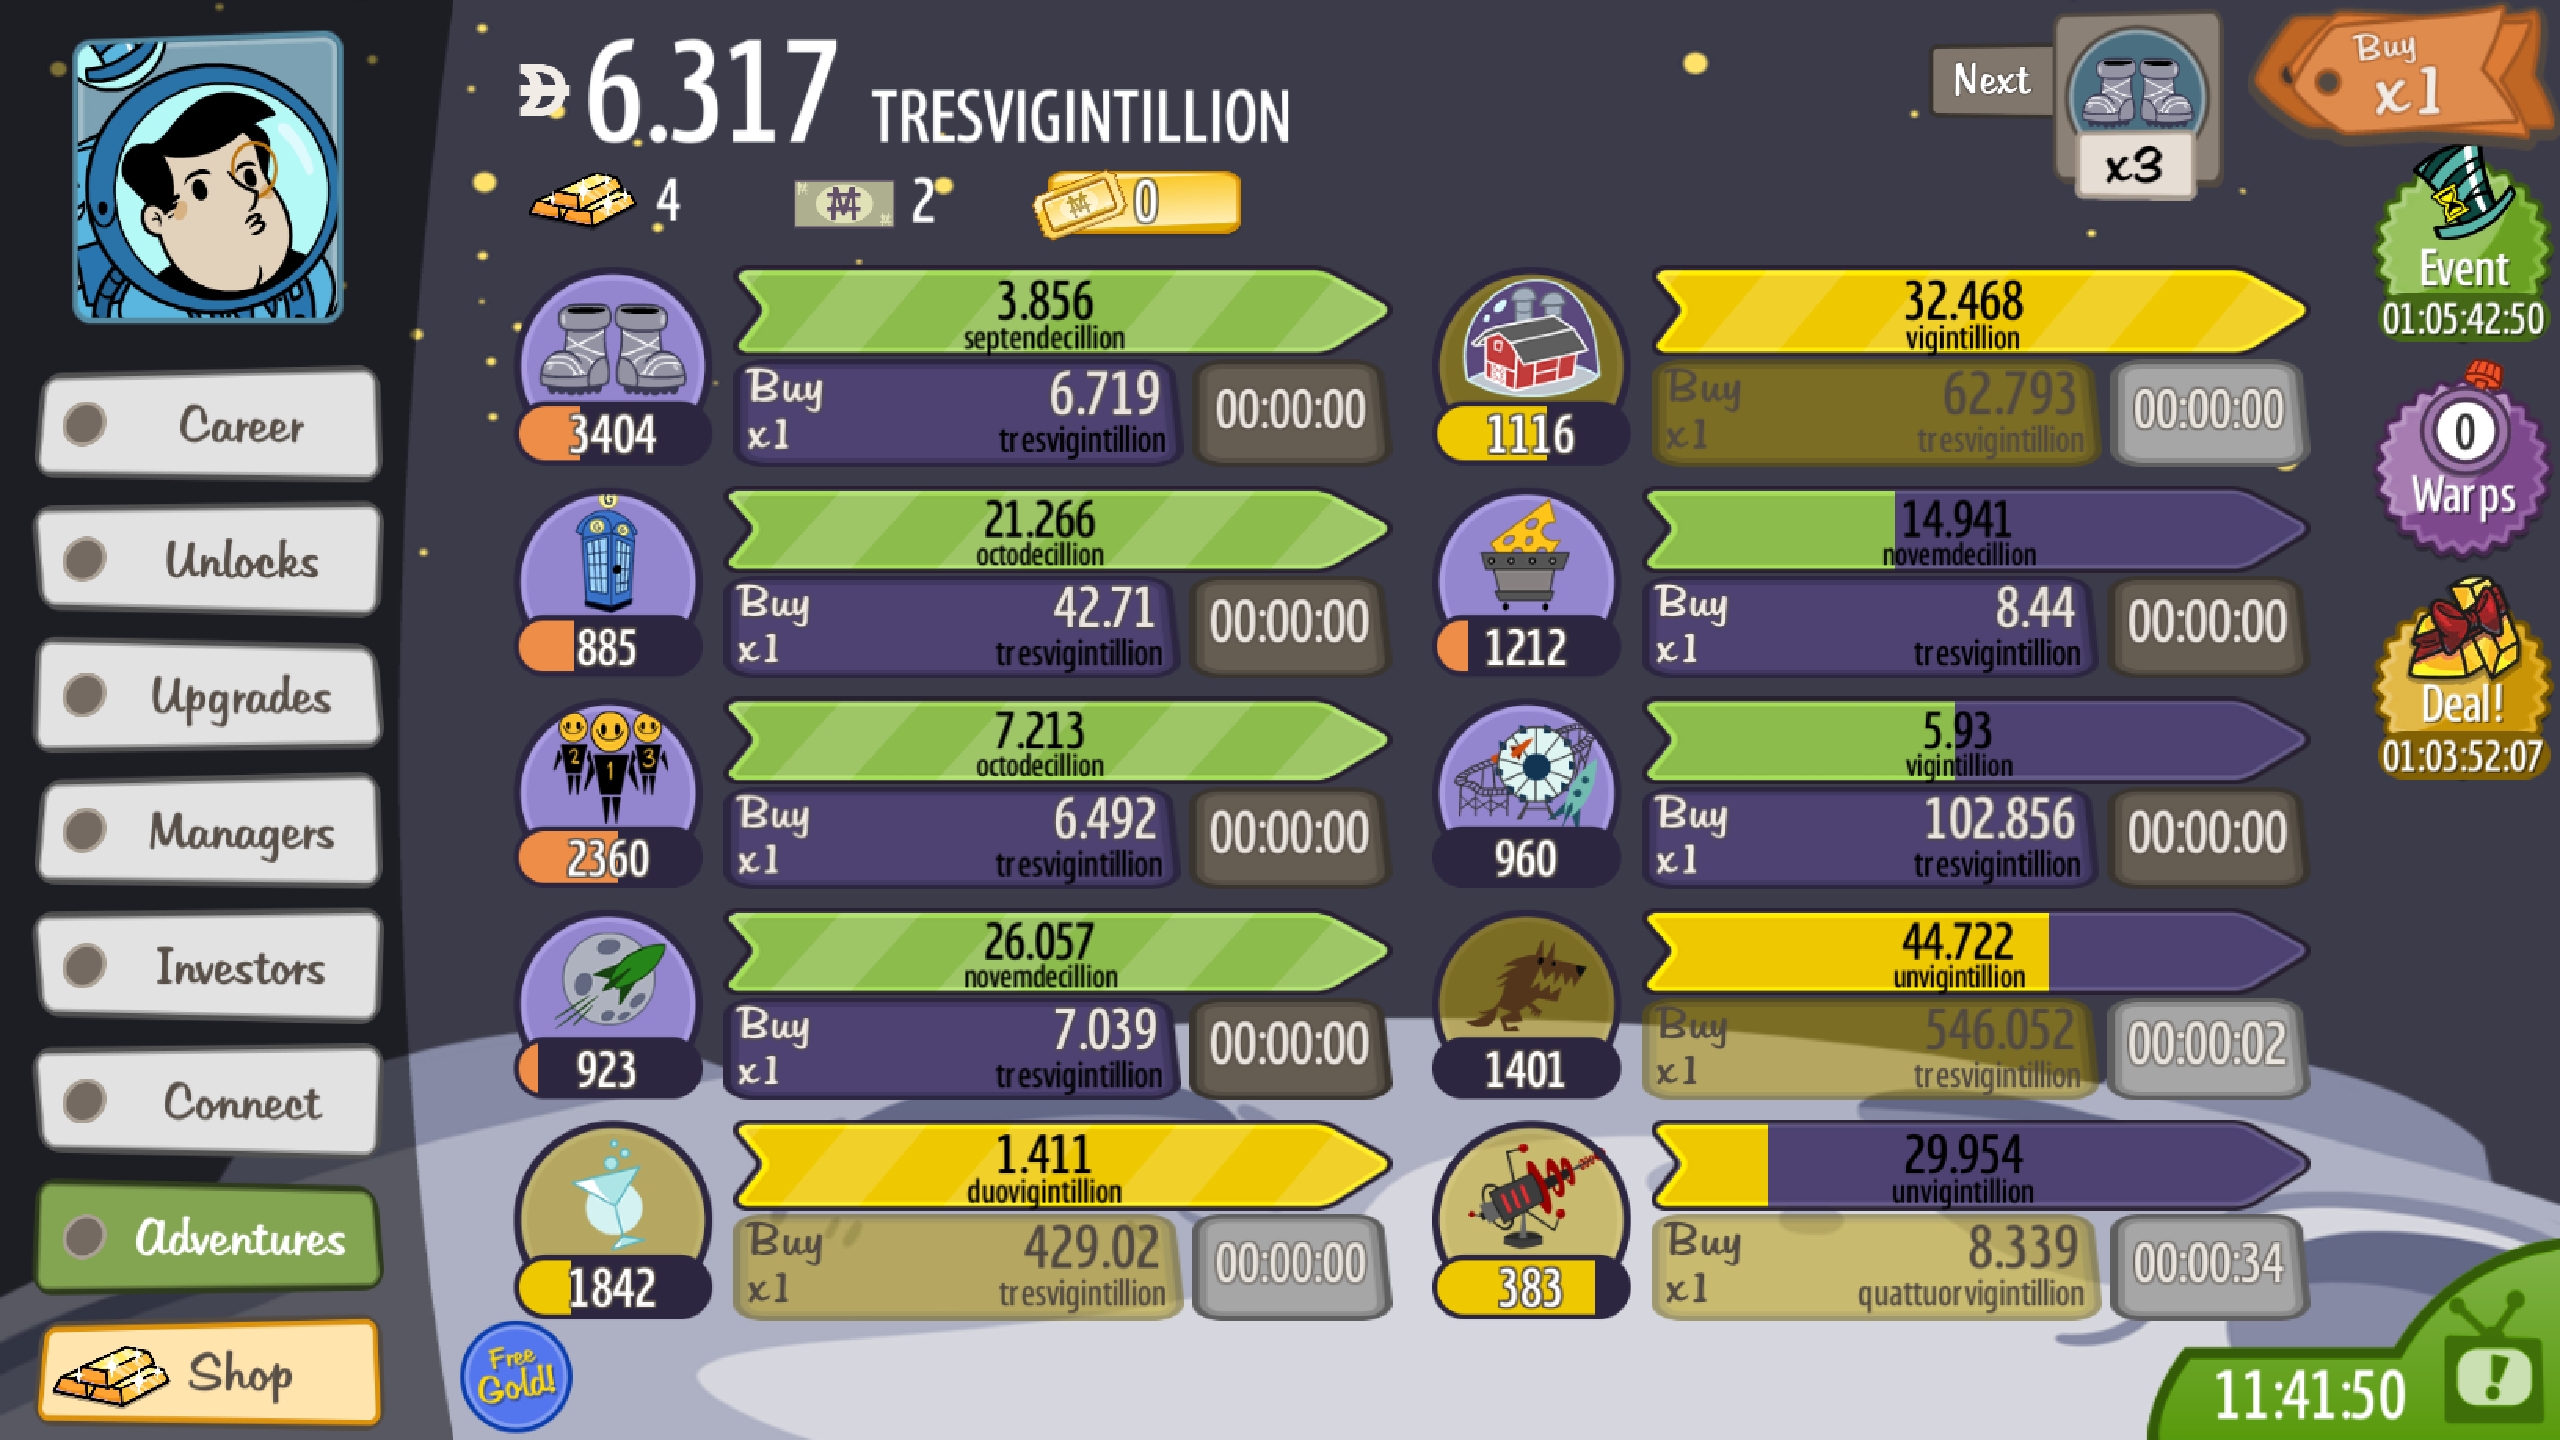 6.317 TRESVIGINTILLION
4
2
0
Next
x3
Buy
x1
Event
01:05:42:50
0
Warps
Deal!
01:03:52:07
Career
Unlocks
Upgrades
Managers
Investors
Connect
Adventures
Shop
3404
3.856
septendecillion
Buy 6.719
x1 tresvigintillion
00:00:00
885
21.266
octodecillion
Buy 42.71
x1 tresvigintillion
00:00:00
2 1 3
2360
7.213
octodecillion
Buy 6.492
x1 tresvigintillion
00:00:00
923
26.057
novemdecillion
Buy 7.039
x1 tresvigintillion
00:00:00
1842
1.411
duovigintillion
Buy 429.02
x1 tresvigintillion
00:00:00
1116
32.468
vigintillion
Buy 62.793
x1 tresvigintillion
00:00:00
1212
14.941
novemdecillion
Buy 8.44
x1 tresvigintillion
00:00:00
960
5.93
vigintillion
Buy 102.856
x1 tresvigintillion
00:00:00
1401
44.722
unvigintillion
Buy 546.052
x1 tresvigintillion
00:00:02
383
29.954
unvigintillion
Buy 8.339
x1 quattuorvigintillion
00:00:34
Free
Gold!
11:41:50
!